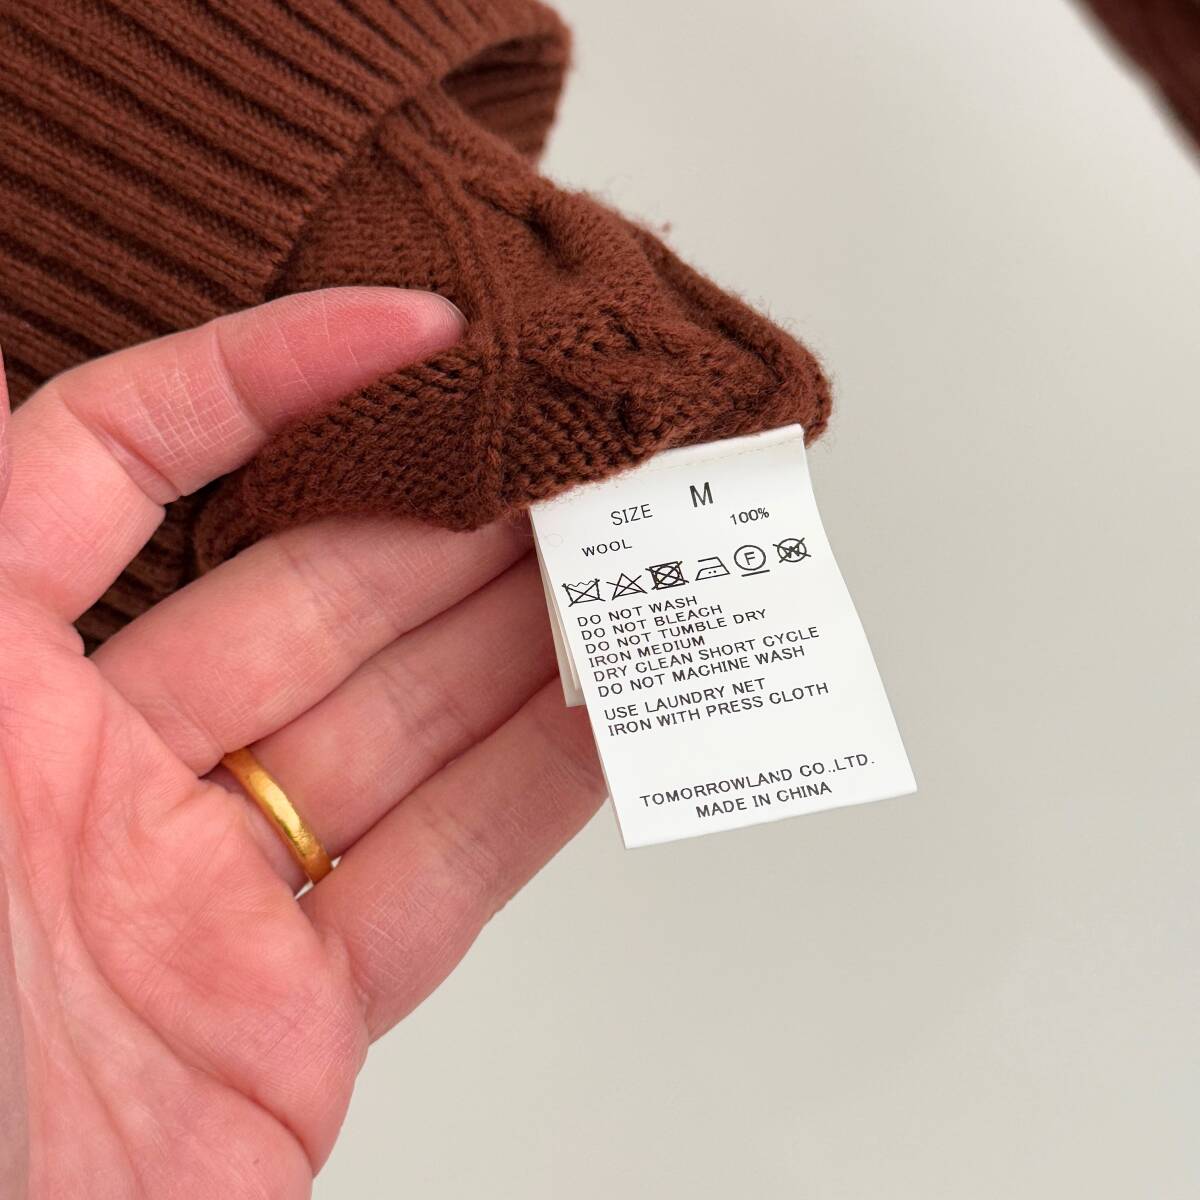 SIZE M
WOOL 100%
F W
DO NOT WASH
DO NOT BLEACH
DO NOT TUMBLE DRY
IRON MEDIUM
DRY CLEAN SHORT CYCLE
DO NOT MACHINE WASH
USE LAUNDRY NET
IRON WITH PRESS CLOTH
TOMORROWLAND CO.,LTD.
MADE IN CHINA